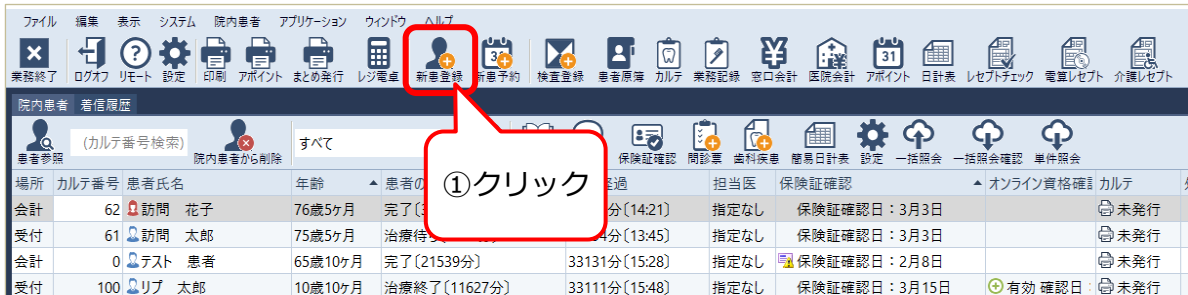 ファイル 編集 表示 システム 院内患者 アプリケーション ウィンドウ ヘルプ
31
業務終了 ログオフ リモート 設定 印刷 アポイント まとめ発行 レジ電卓 新患登録 新患予約 検査登録 患者原簿 カルテ 業務記録 窓口会計 医院会計 アポイント 日計表 レセプトチェック 電算レセプト 介護レセプト
院内患者 着信履歴
(カルテ番号検索) すべて
患者参照 院内患者から削除 保険証確認 問診票 歯科疾患 簡易日計表 設定 一括照会 一括照会確認 単件照会
①クリック
場所 カルテ番号 患者氏名 年齢 患者の 過 担当医 保険証確認 オンライン資格確認 カルテ
会計 62 訪問 花子 76歳5ヶ月 完了 分[14:21] 指定なし 保険証確認日:3月3日 未発行
受付 61 訪問 太郎 75歳5ヶ月 治療待ち 分[13:45] 指定なし 保険証確認日:3月3日 未発行
会計 0 テスト 患者 65歳10ヶ月 完了[21539分] 33131分[15:28] 指定なし 保険証確認日:2月8日 未発行
受付 100 リプ 太郎 10歳10ヶ月 治療終了[11627分] 33111分[15:48] 指定なし 保険証確認日:3月15日 有効 確認日: 未発行